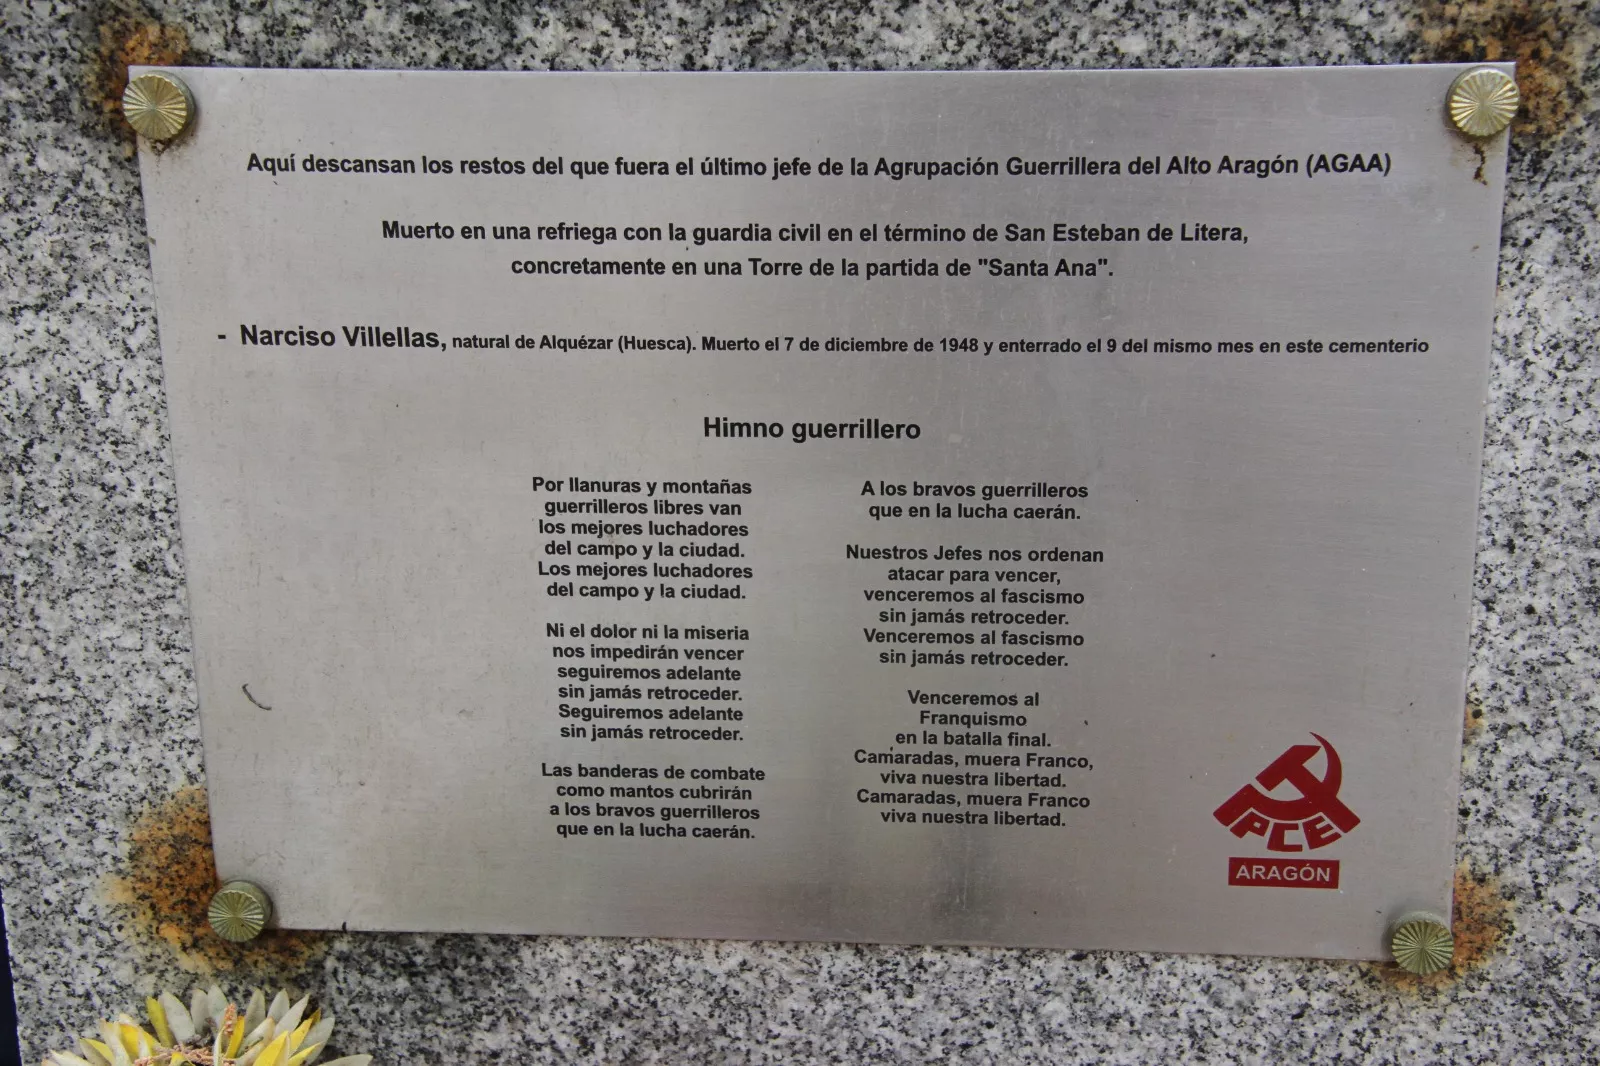 Aquí descansan los restos del que fuera el último jefe de la Agrupación Guerrillera del Alto Aragón (AGAA)
Muerto en una refriega con la guardia civil en el término de San Esteban de Litera,
concretamente en una Torre de la partida de "Santa Ana".
- Narciso Villellas, natural de Alquézar (Huesca). Muerto el 7 de diciembre de 1948 y enterrado el 9 del mismo mes en este cementerio
Himno guerrillero
Por llanuras y montañas
guerrilleros libres van
los mejores luchadores
del campo y la ciudad.
Los mejores luchadores
del campo y la ciudad.
Ni el dolor ni la miseria
nos impedirán vencer
seguiremos adelante
sin jamás retroceder.
Seguiremos adelante
sin jamás retroceder.
Las banderas de combate
como mantos cubrirán
a los bravos guerrilleros
que en la lucha caerán.
A los bravos guerrilleros
que en la lucha caerán.
Nuestros Jefes nos ordenan
atacar para vencer,
venceremos al fascismo
sin jamás retroceder.
Venceremos al fascismo
sin jamás retroceder.
Venceremos al
Franquismo
en la batalla final.
Camaradas, muera Franco,
viva nuestra libertad.
Camaradas, muera Franco
viva nuestra libertad.
PCE
ARAGÓN